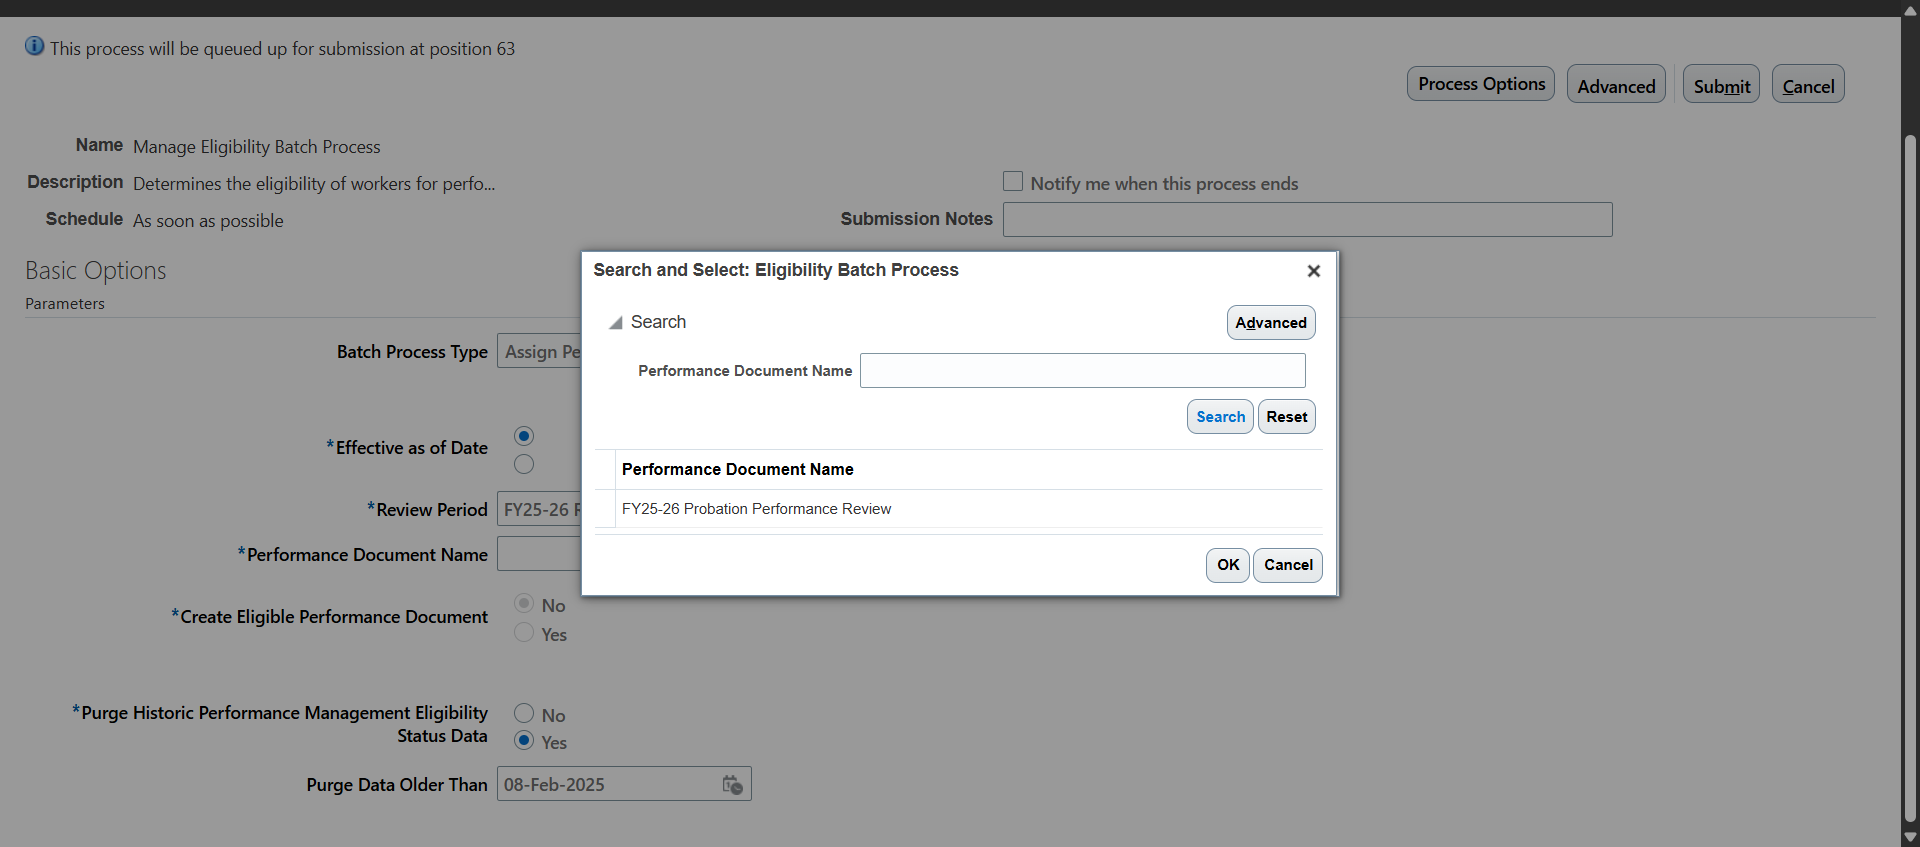 This process will be queued up for submission at position 63
Process Options
Advanced
Submit
Cancel
Name Manage Eligibility Batch Process
Description Determines the eligibility of workers for perfo...
Notify me when this process ends
Schedule As soon as possible
Submission Notes
Basic Options
Parameters
Search and Select: Eligibility Batch Process
Search
Advanced
Performance Document Name
Search
Reset
Performance Document Name
FY25-26 Probation Performance Review
OK
Cancel
Batch Process Type Assign Pe
*Effective as of Date
*Review Period FY25-26
*Performance Document Name
*Create Eligible Performance Document
No
Yes
*Purge Historic Performance Management Eligibility
Status Data
No
Yes
Purge Data Older Than 08-Feb-2025